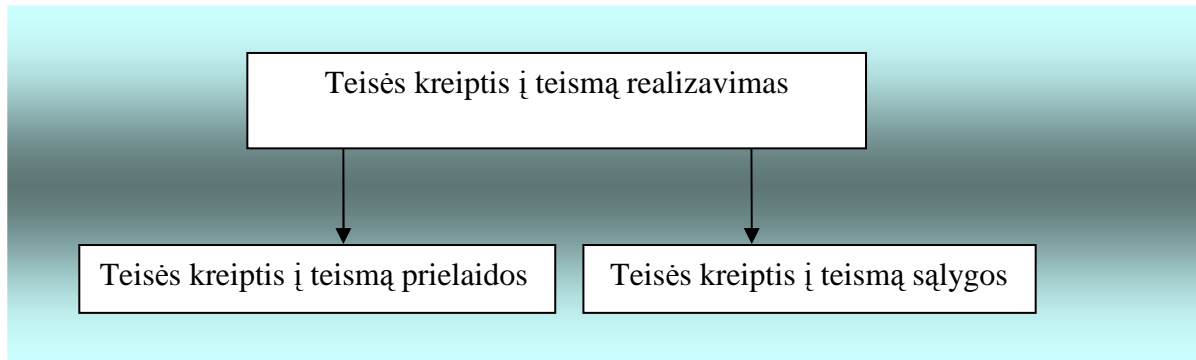 Teisės kreiptis į teismą realizavimas
Teisės kreiptis į teismą prielaidos
Teisės kreiptis į teismą sąlygos